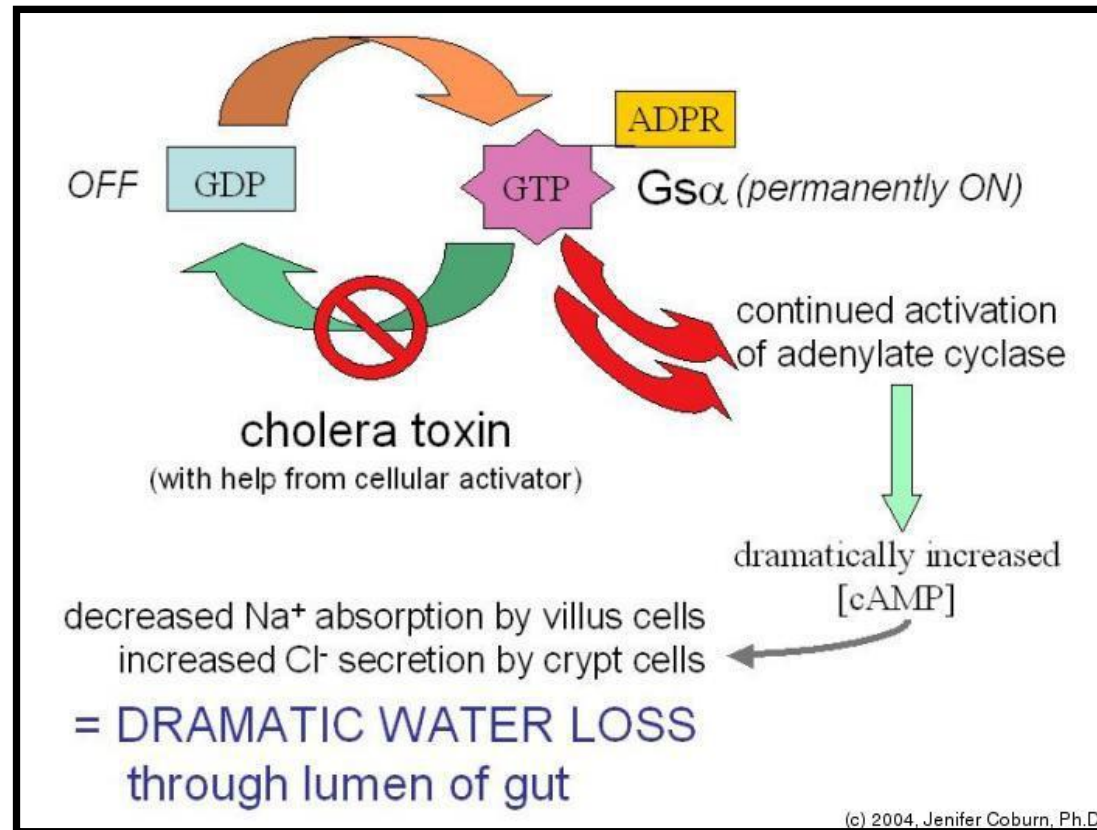 ADPR
OFF
GDP
GTP
Gsα (permanently ON)
continued activation
of adenylate cyclase
cholera toxin
(with help from cellular activator)
dramatically increased
[cAMP]
decreased Na⁺ absorption by villus cells
increased Cl⁻ secretion by crypt cells
= DRAMATIC WATER LOSS
through lumen of gut
(c) 2004, Jenifer Coburn, Ph.D